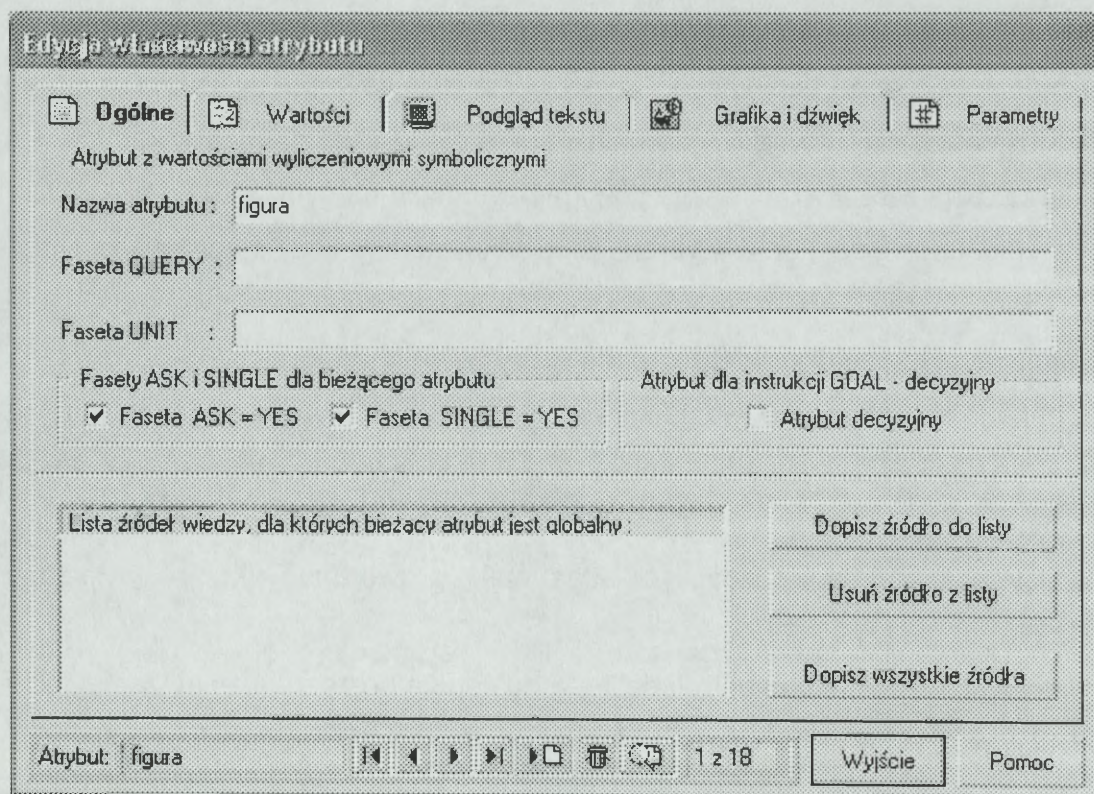 Edycja właściwości atrybutu
Ogólne Wartości Podgląd tekstu Grafika i dźwięk Parametry
Atrybut z wartościami wyliczeniowymi symbolicznymi
Nazwa atrybutu : figura
Faseta QUERY :
Faseta UNIT :
Fasety ASK i SINGLE dla bieżącego atrybutu Atrybut dla instrukcji GOAL - decyzyjny
Faseta ASK = YES Faseta SINGLE = YES Atrybut decyzyjny
Lista źródeł wiedzy, dla których bieżący atrybut jest globalny :
Dopisz źródło do listy
Usuń źródło z listy
Dopisz wszystkie źródła
Atrybut: figura 1 z 18 Wyjście Pomoc